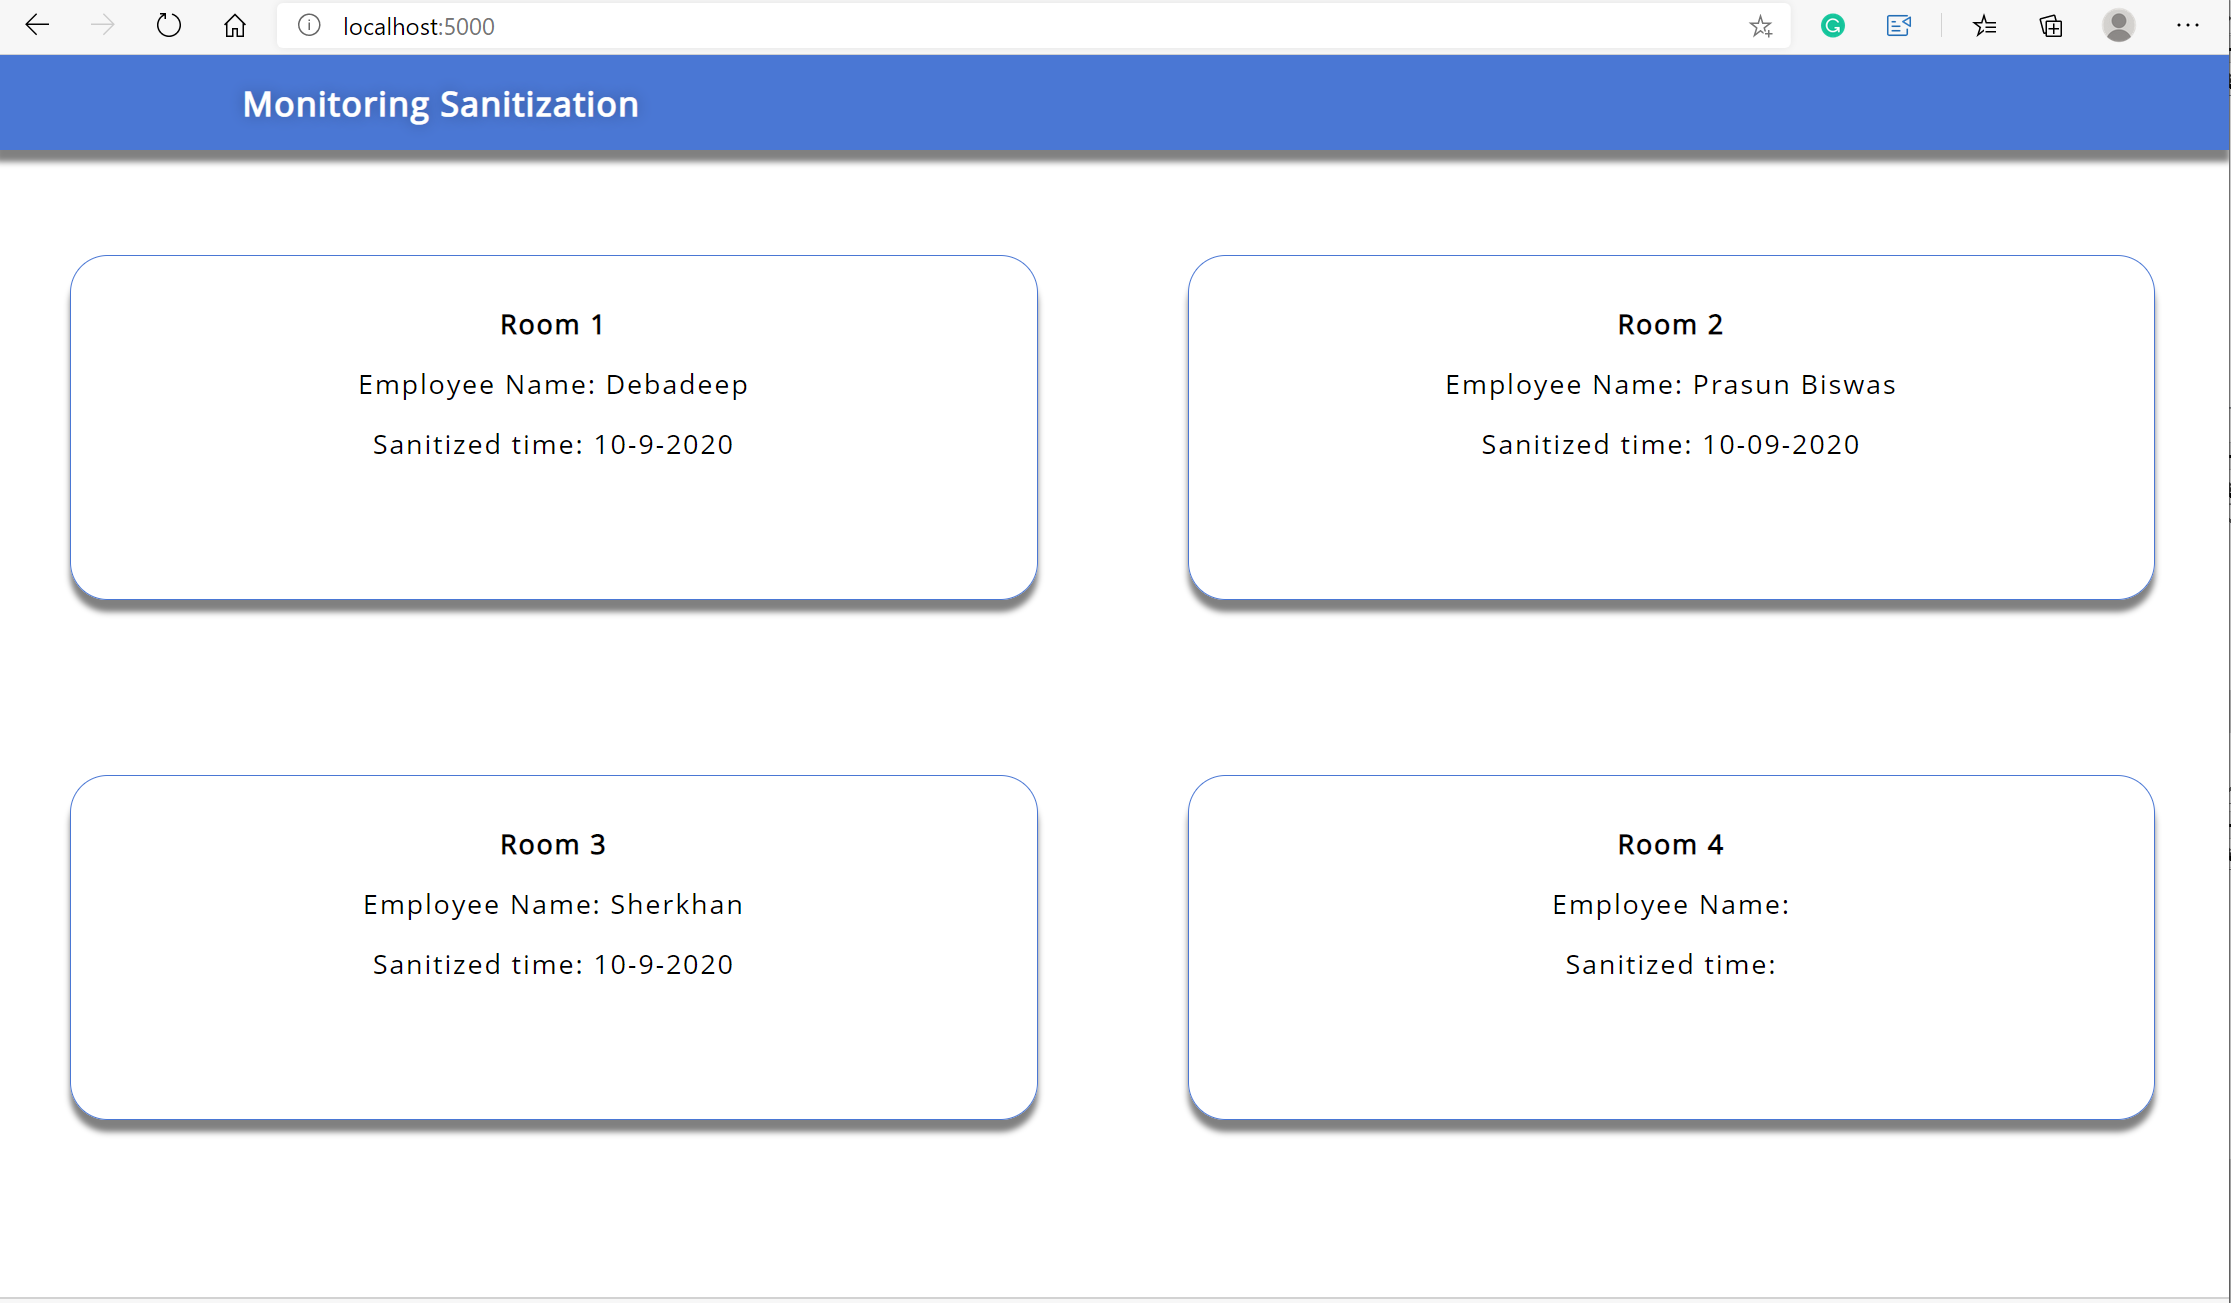 localhost:5000
Monitoring Sanitization
Room 1
Employee Name: Debadeep
Sanitized time: 10-9-2020
Room 2
Employee Name: Prasun Biswas
Sanitized time: 10-09-2020
Room 3
Employee Name: Sherkhan
Sanitized time: 10-9-2020
Room 4
Employee Name:
Sanitized time: